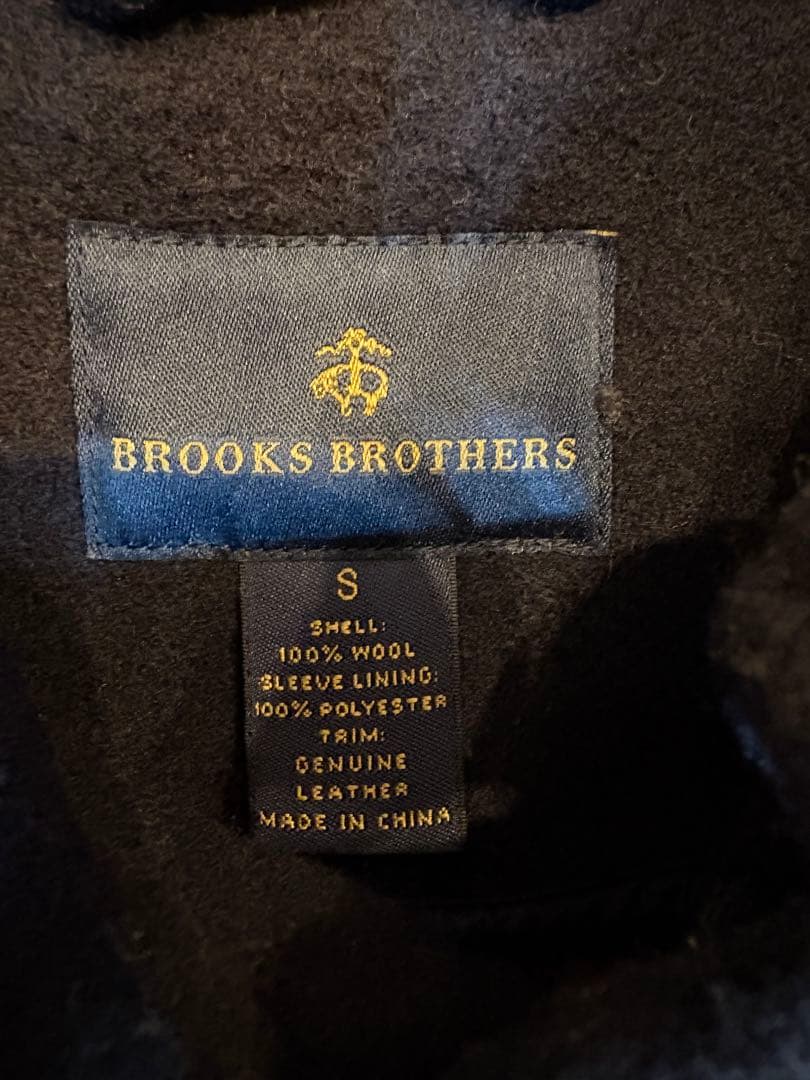 BROOKS BROTHERS
S
SHELL:
100% WOOL
SLEEVE LINING:
100% POLYESTER
TRIM:
GENUINE
LEATHER
MADE IN CHINA